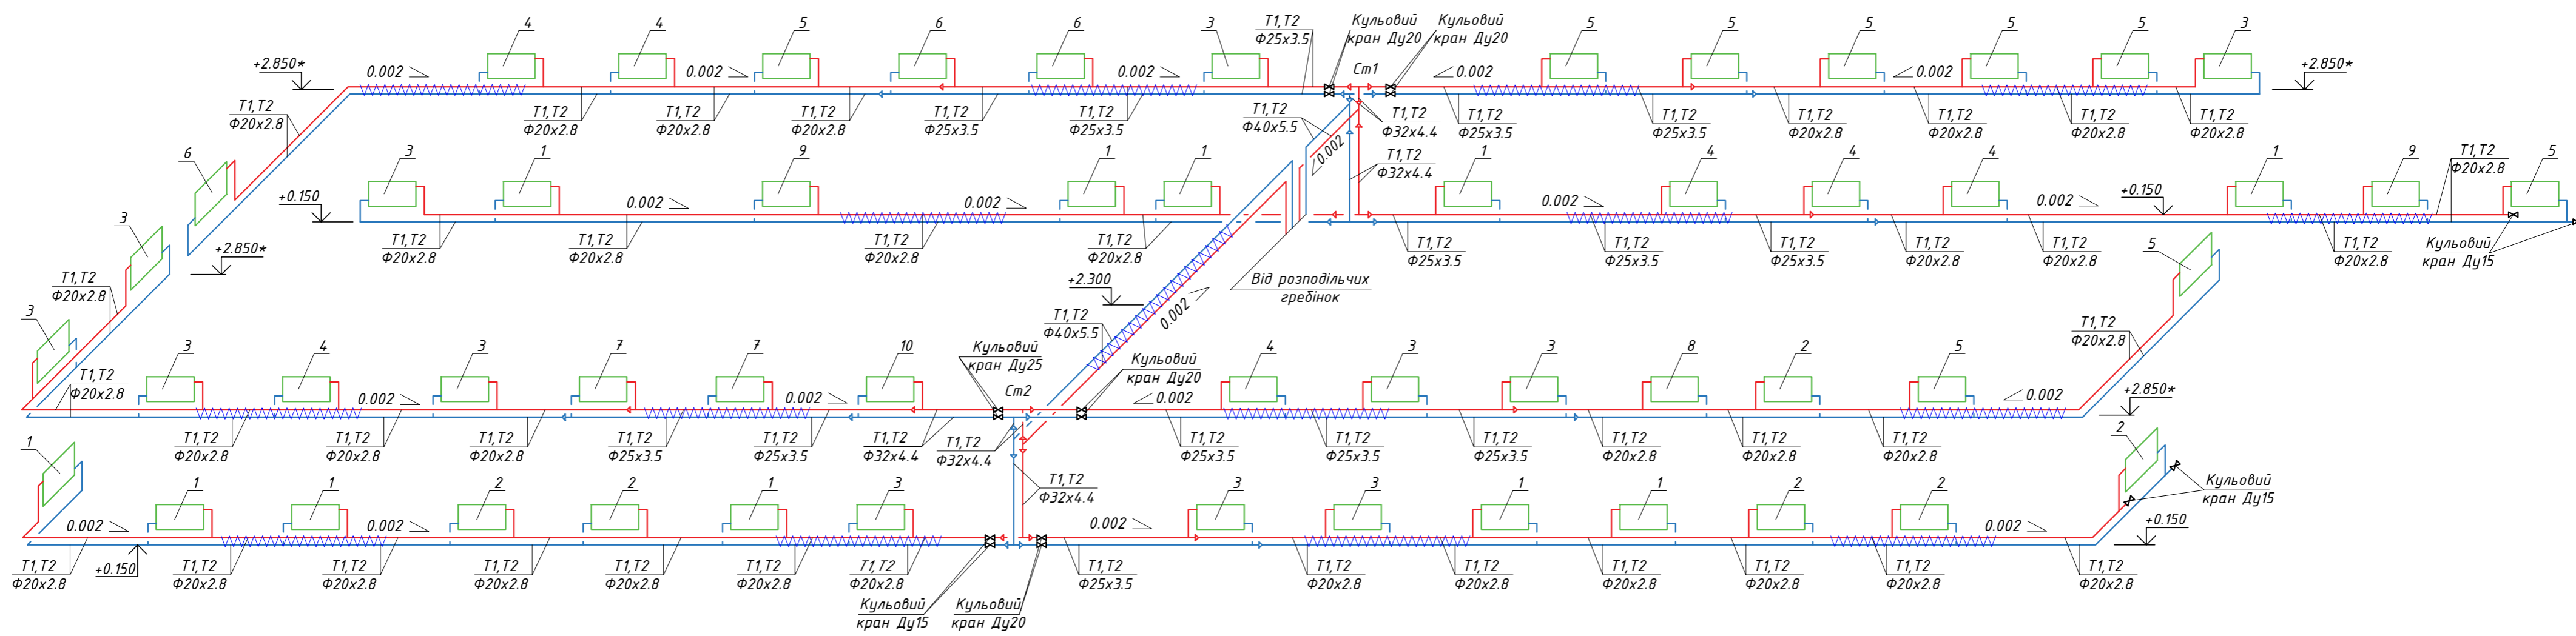 4
4
5
6
6
3
Т1,Т2
Ф25х3.5
Кульовий
кран Ду20
Кульовий
кран Ду20
5
5
5
5
5
3
+2.850*
0.002
0.002
0.002
Ст1
0.002
0.002
+2.850*
Т1,Т2
Ф20х2.8
Т1,Т2
Ф20х2.8
Т1,Т2
Ф20х2.8
Т1,Т2
Ф20х2.8
Т1,Т2
Ф25х3.5
Т1,Т2
Ф25х3.5
Т1,Т2
Ф40х5.5
Т1,Т2
Ф32х4.4
Т1,Т2
Ф25х3.5
Т1,Т2
Ф25х3.5
Т1,Т2
Ф20х2.8
Т1,Т2
Ф20х2.8
Т1,Т2
Ф20х2.8
Т1,Т2
Ф20х2.8
6
3
1
9
1
1
0.002
Т1,Т2
Ф32х4.4
1
4
4
4
1
9
Т1,Т2
Ф20х2.8
5
+0.150
0.002
0.002
0.002
0.002
+0.150
3
+2.850*
Т1,Т2
Ф20х2.8
Т1,Т2
Ф20х2.8
Т1,Т2
Ф20х2.8
Т1,Т2
Ф20х2.8
Т1,Т2
Ф25х3.5
Т1,Т2
Ф25х3.5
Т1,Т2
Ф25х3.5
Т1,Т2
Ф20х2.8
Т1,Т2
Ф20х2.8
5
Т1,Т2
Ф20х2.8
Кульовий
кран Ду15
Т1,Т2
Ф20х2.8
3
+2.300
0.002
Від розподільчих
гребінок
Т1,Т2
Ф40х5.5
Т1,Т2
Ф20х2.8
3
4
3
7
7
10
Кульовий
кран Ду25
Кульовий
кран Ду20
4
3
3
8
2
5
Т1,Т2
Ф20х2.8
0.002
0.002
Ст2
0.002
0.002
+2.850*
Т1,Т2
Ф20х2.8
Т1,Т2
Ф20х2.8
Т1,Т2
Ф20х2.8
Т1,Т2
Ф25х3.5
Т1,Т2
Ф25х3.5
Т1,Т2
Ф32х4.4
Т1,Т2
Ф32х4.4
Т1,Т2
Ф25х3.5
Т1,Т2
Ф25х3.5
Т1,Т2
Ф25х3.5
Т1,Т2
Ф20х2.8
Т1,Т2
Ф20х2.8
Т1,Т2
Ф20х2.8
1
1
1
2
2
1
3
Т1,Т2
Ф32х4.4
3
3
1
1
2
2
2
Кульовий
кран Ду15
0.002
0.002
0.002
0.002
+0.150
Т1,Т2
Ф20х2.8
+0.150
Т1,Т2
Ф20х2.8
Т1,Т2
Ф20х2.8
Т1,Т2
Ф20х2.8
Т1,Т2
Ф20х2.8
Т1,Т2
Ф20х2.8
Т1,Т2
Ф20х2.8
Т1,Т2
Ф25х3.5
Т1,Т2
Ф20х2.8
Т1,Т2
Ф20х2.8
Т1,Т2
Ф20х2.8
Т1,Т2
Ф20х2.8
Т1,Т2
Ф20х2.8
Т1,Т2
Ф20х2.8
Кульовий
кран Ду15
Кульовий
кран Ду20